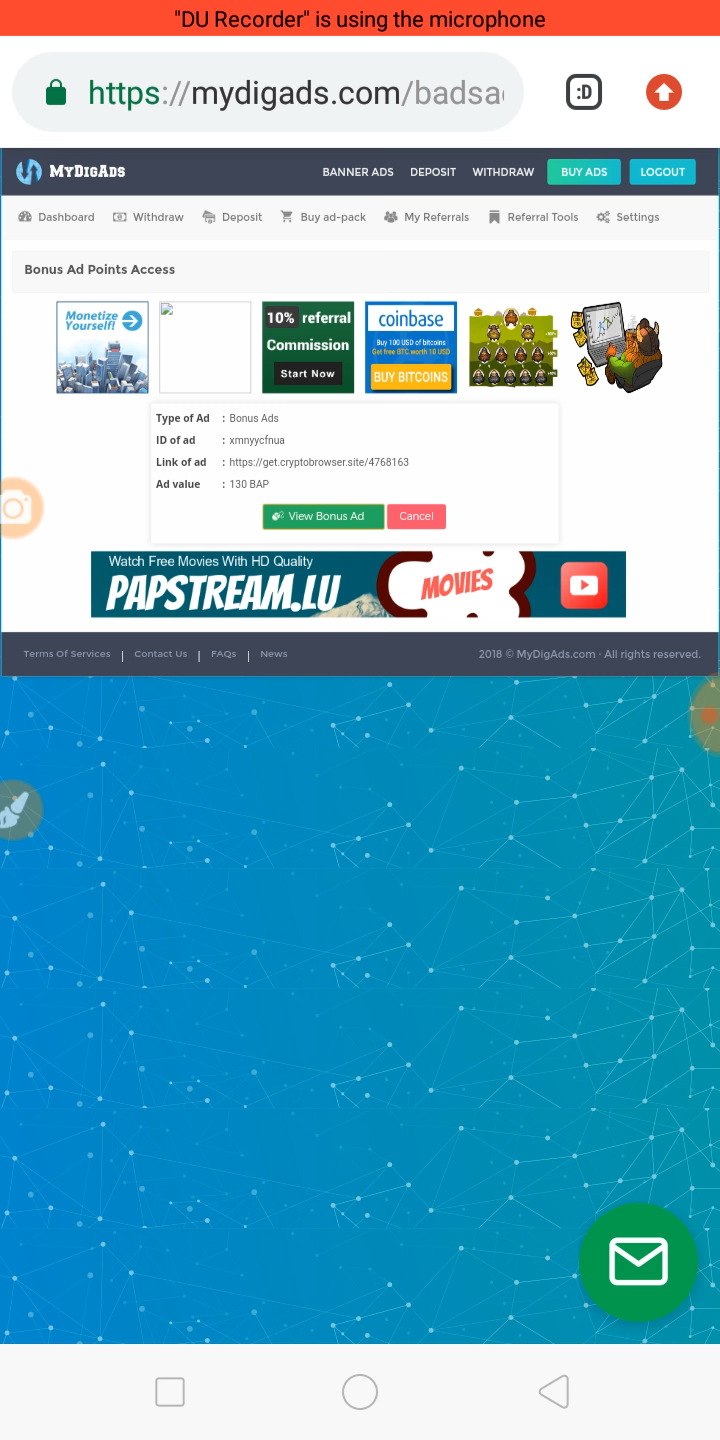 "DU Recorder" is using the microphone
https://mydigads.com/badsa
:D
MYDIGADS BANNER ADS DEPOSIT WITHDRAW BUY ADS LOGOUT
Dashboard Withdraw Deposit Buy ad-pack My Referrals Referral Tools Settings
Bonus Ad Points Access
Monetize
Yourself!
10% referral
Commission
Start Now
coinbase
Buy 100 USD of bitcoins
Get free BTC worth 10 USD
BUY BITCOINS
Type of Ad : Bonus Ads
ID of ad : xmnyycfnua
Link of ad : https://get.cryptobrowser.site/4768163
Ad value : 130 BAP
View Bonus Ad Cancel
Watch Free Movies With HD Quality
PAPSTREAM.LU
MOVIES
Terms Of Services | Contact Us | FAQs | News 2018 © MyDigAds.com · All rights reserved.